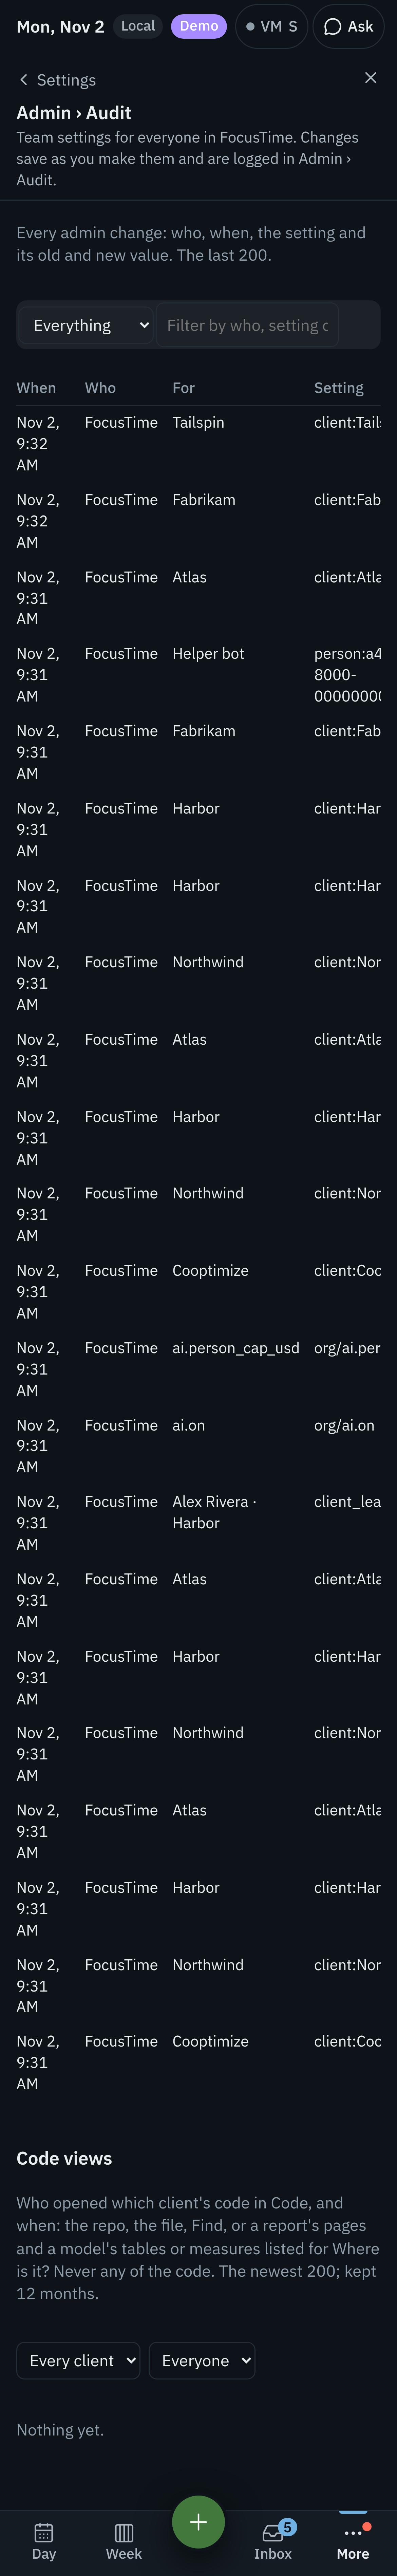 Mon, Nov 2 Local Demo VM S Ask
Settings
Admin › Audit
Team settings for everyone in FocusTime. Changes
save as you make them and are logged in Admin ›
Audit.
Every admin change: who, when, the setting and
its old and new value. The last 200.
Everything Filter by who, setting c
When Who For Setting
Nov 2, FocusTime Tailspin client:Tails
9:32
AM
Nov 2, FocusTime Fabrikam client:Fab
9:32
AM
Nov 2, FocusTime Atlas client:Atla
9:31
AM
Nov 2, FocusTime Helper bot person:a4
9:31 8000-
AM 00000000
Nov 2, FocusTime Fabrikam client:Fab
9:31
AM
Nov 2, FocusTime Harbor client:Har
9:31
AM
Nov 2, FocusTime Harbor client:Har
9:31
AM
Nov 2, FocusTime Northwind client:Nor
9:31
AM
Nov 2, FocusTime Atlas client:Atla
9:31
AM
Nov 2, FocusTime Harbor client:Har
9:31
AM
Nov 2, FocusTime Northwind client:Nor
9:31
AM
Nov 2, FocusTime Cooptimize client:Coo
9:31
AM
Nov 2, FocusTime ai.person_cap_usd org/ai.per
9:31
AM
Nov 2, FocusTime ai.on org/ai.on
9:31
AM
Nov 2, FocusTime Alex Rivera · client_lea
9:31 Harbor
AM
Nov 2, FocusTime Atlas client:Atla
9:31
AM
Nov 2, FocusTime Harbor client:Har
9:31
AM
Nov 2, FocusTime Northwind client:Nor
9:31
AM
Nov 2, FocusTime Atlas client:Atla
9:31
AM
Nov 2, FocusTime Harbor client:Har
9:31
AM
Nov 2, FocusTime Northwind client:Nor
9:31
AM
Nov 2, FocusTime Cooptimize client:Coo
9:31
AM
Code views
Who opened which client's code in Code, and
when: the repo, the file, Find, or a report's pages
and a model's tables or measures listed for Where
is it? Never any of the code. The newest 200; kept
12 months.
Every client Everyone
Nothing yet.
5
Day Week Inbox More